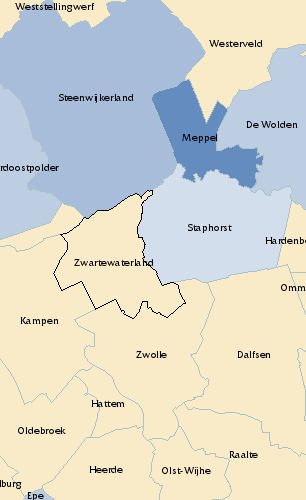 Weststellingwerf
Westerveld
Steenwijkerland
De Wolden
Meppel
rdoostpolder
Staphorst
Hardenbe
Zwartewaterland
Omm
Kampen
Zwolle
Dalfsen
Hattem
Oldebroek
Raalte
Heerde
Olst-Wijhe
lburg
Epe